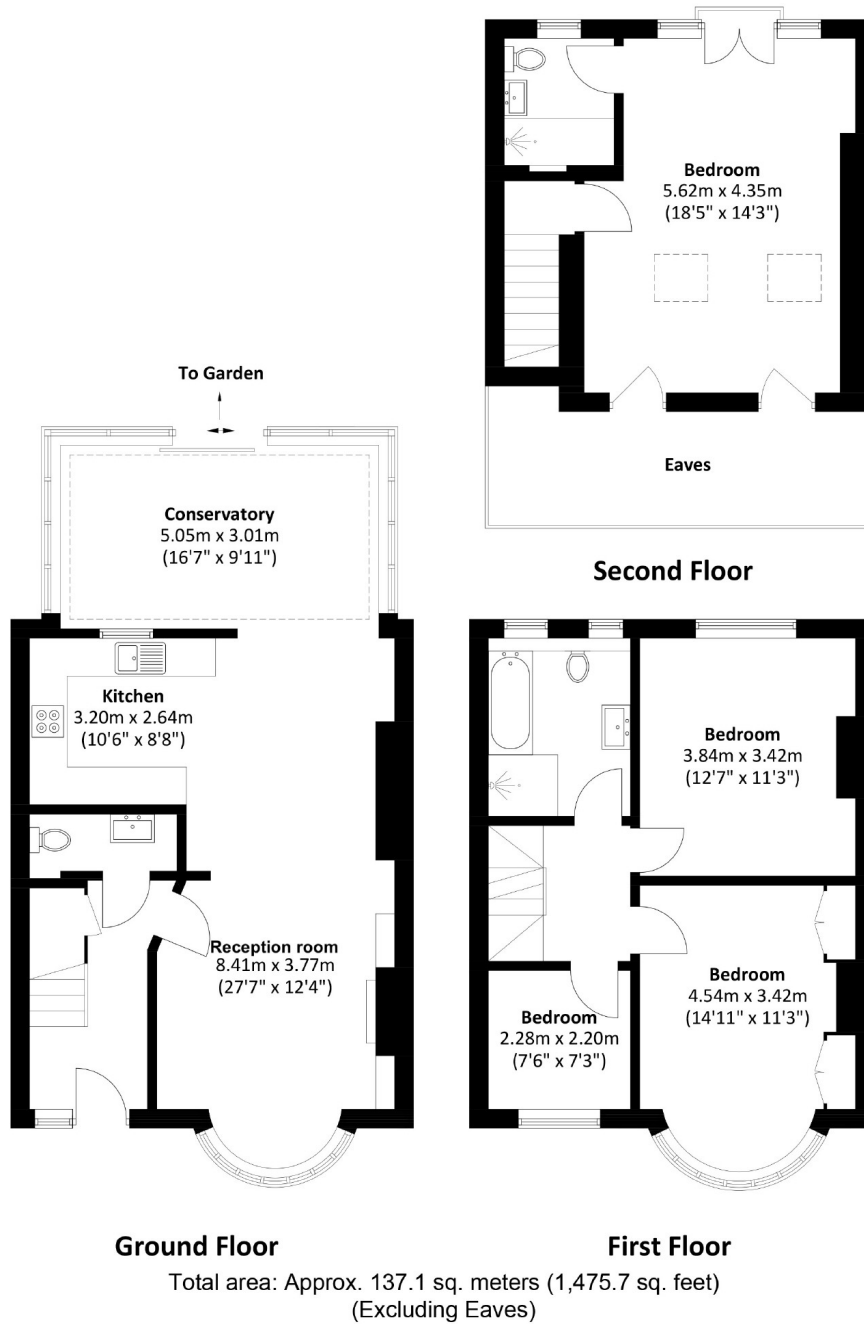 Bedroom
5.62m x 4.35m
(18'5" x 14'3")
Eaves
Second Floor
To Garden
Conservatory
5.05m x 3.01m
(16'7" x 9'11")
Kitchen
3.20m x 2.64m
(10'6" x 8'8")
Reception room
8.41m x 3.77m
(27'7" x 12'4")
Ground Floor
Bedroom
3.84m x 3.42m
(12'7" x 11'3")
Bedroom
4.54m x 3.42m
(14'11" x 11'3")
Bedroom
2.28m x 2.20m
(7'6" x 7'3")
First Floor
Total area: Approx. 137.1 sq. meters (1,475.7 sq. feet)
(Excluding Eaves)